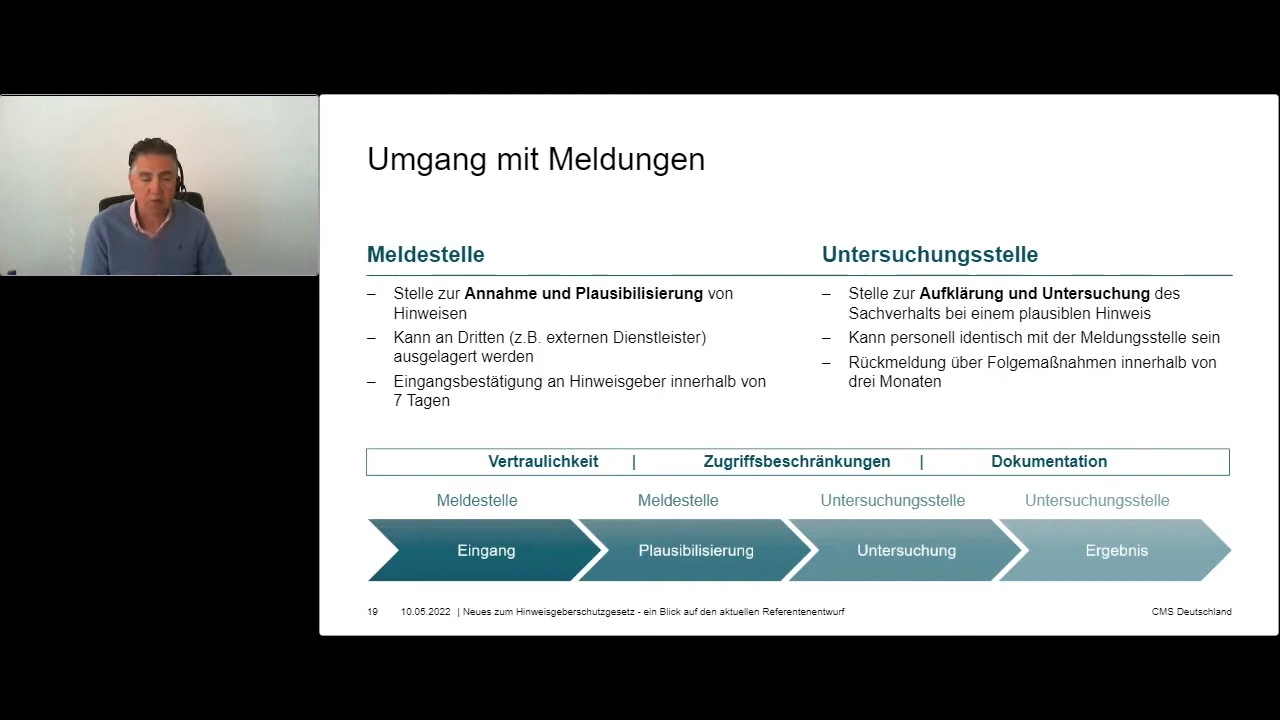 Umgang mit Meldungen
Meldestelle
– Stelle zur Annahme und Plausibilisierung von
Hinweisen
– Kann an Dritten (z.B. externen Dienstleister)
ausgelagert werden
– Eingangsbestätigung an Hinweisgeber innerhalb von
7 Tagen
Untersuchungsstelle
– Stelle zur Aufklärung und Untersuchung des
Sachverhalts bei einem plausiblen Hinweis
– Kann personell identisch mit der Meldungsstelle sein
– Rückmeldung über Folgemaßnahmen innerhalb von
drei Monaten
Vertraulichkeit | Zugriffsbeschränkungen | Dokumentation
Meldestelle Meldestelle Untersuchungsstelle Untersuchungsstelle
Eingang Plausibilisierung Untersuchung Ergebnis
19 10.05.2022 | Neues zum Hinweisgeberschutzgesetz - ein Blick auf den aktuellen Referentenentwurf CMS Deutschland